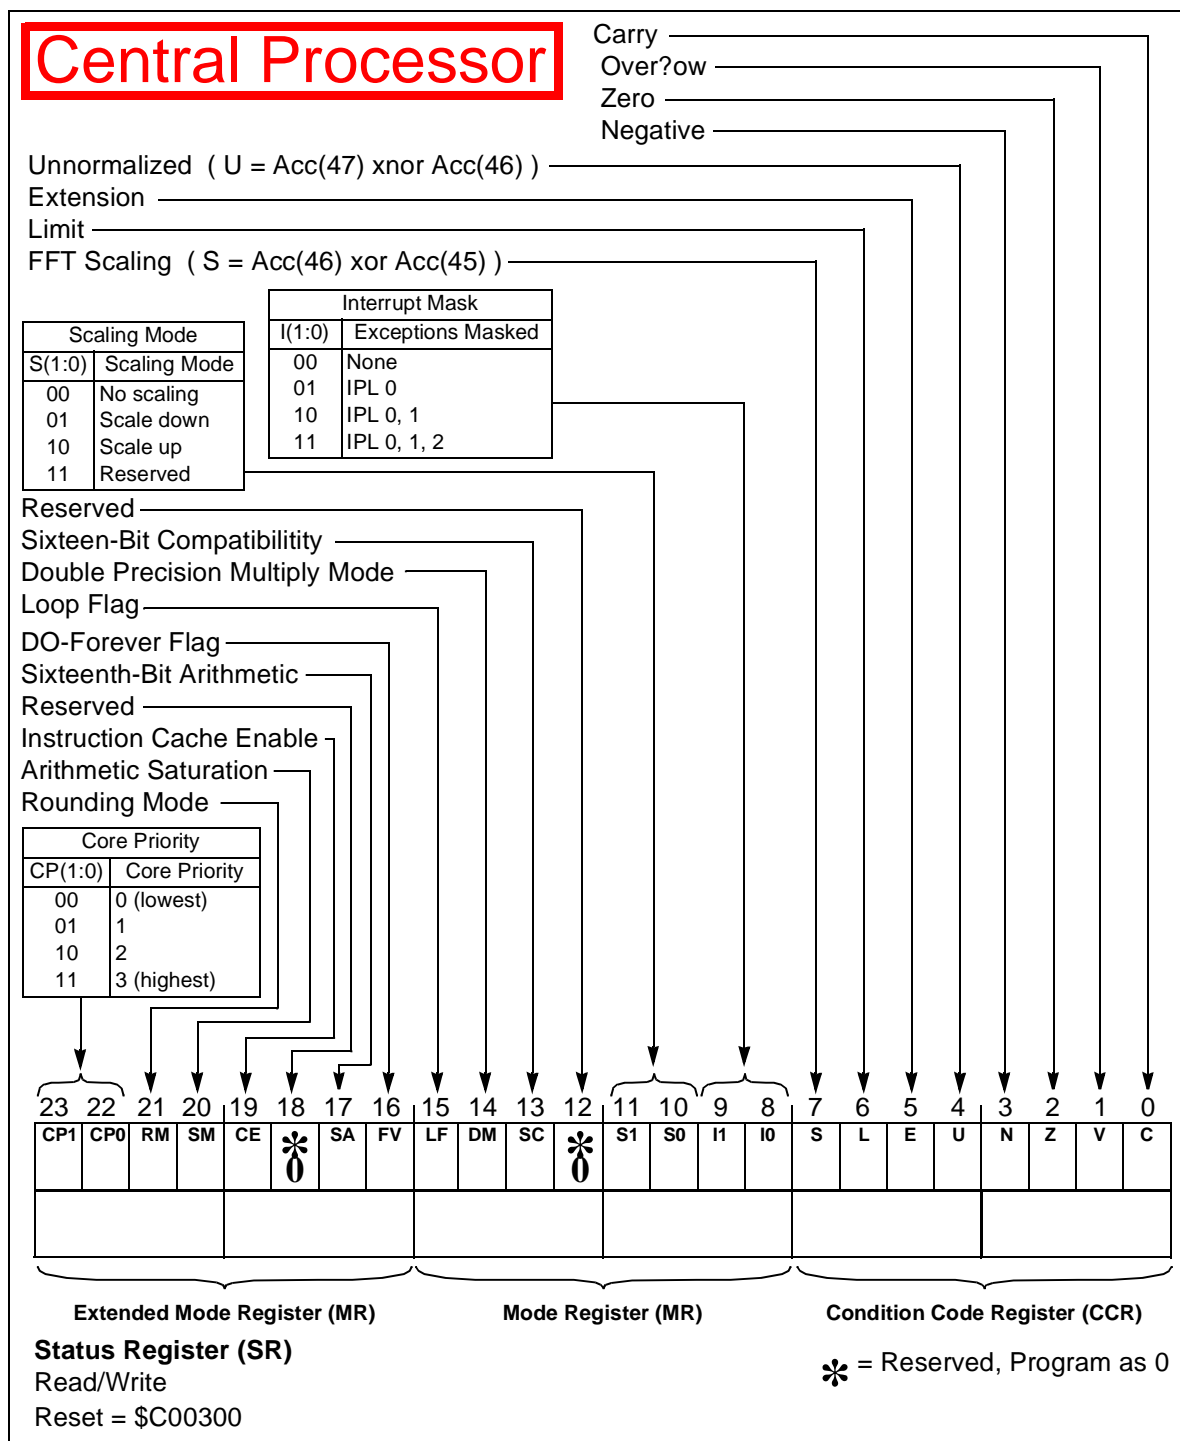 Central Processor
Carry
Over?ow
Zero
Negative
Unnormalized ( U = Acc(47) xnor Acc(46) )
Extension
Limit
FFT Scaling ( S = Acc(46) xor Acc(45) )
Interrupt Mask
I(1:0) Exceptions Masked
00 None
01 IPL 0
10 IPL 0, 1
11 IPL 0, 1, 2
Scaling Mode
S(1:0) Scaling Mode
00 No scaling
01 Scale down
10 Scale up
11 Reserved
Reserved
Sixteen-Bit Compatibilitity
Double Precision Multiply Mode
Loop Flag
DO-Forever Flag
Sixteenth-Bit Arithmetic
Reserved
Instruction Cache Enable
Arithmetic Saturation
Rounding Mode
Core Priority
CP(1:0) Core Priority
00 0 (lowest)
01 1
10 2
11 3 (highest)
23 22 21 20 19 18 17 16 15 14 13 12 11 10 9 8 7 6 5 4 3 2 1 0
CP1 CP0 RM SM CE * SA FV LF DM SC * S1 S0 I1 I0 S L E U N Z V C
0 0
Extended Mode Register (MR) Mode Register (MR) Condition Code Register (CCR)
Status Register (SR)
Read/Write
Reset = $C00300
* = Reserved, Program as 0